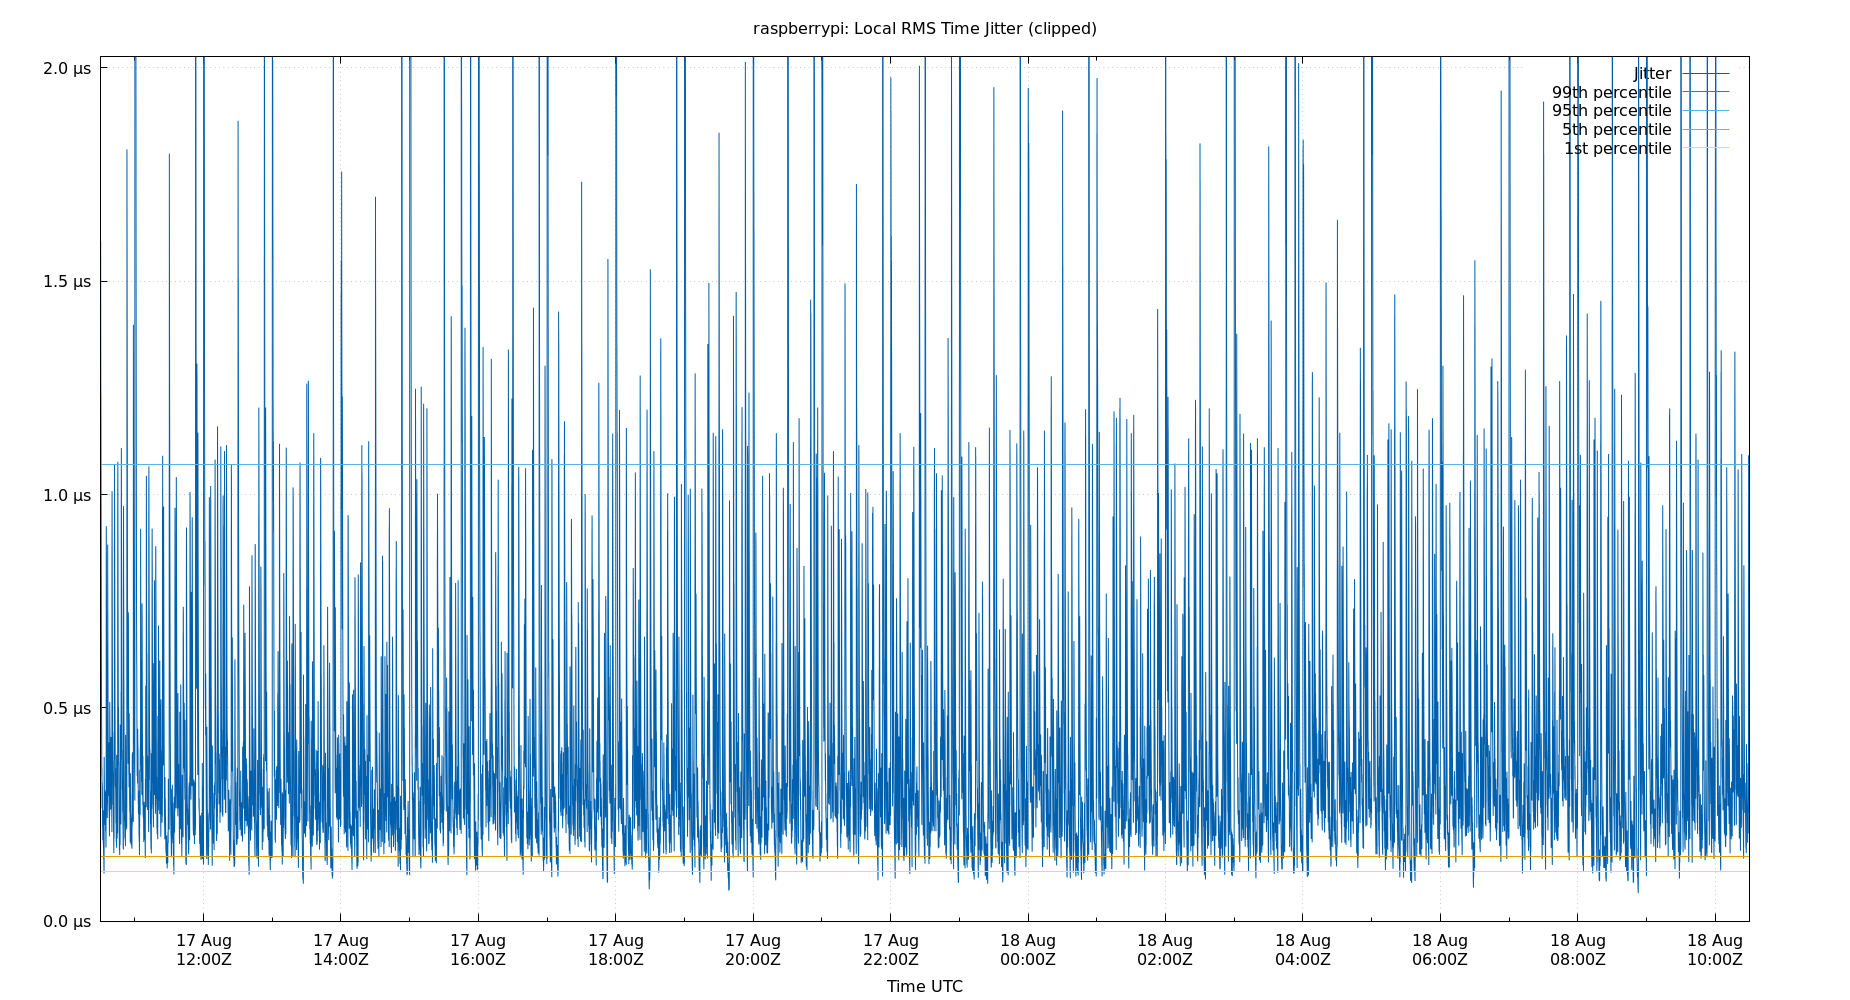 raspberrypi: Local RMS Time Jitter (clipped)
2.0 µs
1.5 µs
1.0 µs
0.5 µs
0.0 µs
Jitter
99th percentile
95th percentile
5th percentile
1st percentile
17 Aug
12:00Z
17 Aug
14:00Z
17 Aug
16:00Z
17 Aug
18:00Z
17 Aug
20:00Z
17 Aug
22:00Z
18 Aug
00:00Z
18 Aug
02:00Z
18 Aug
04:00Z
18 Aug
06:00Z
18 Aug
08:00Z
18 Aug
10:00Z
Time UTC